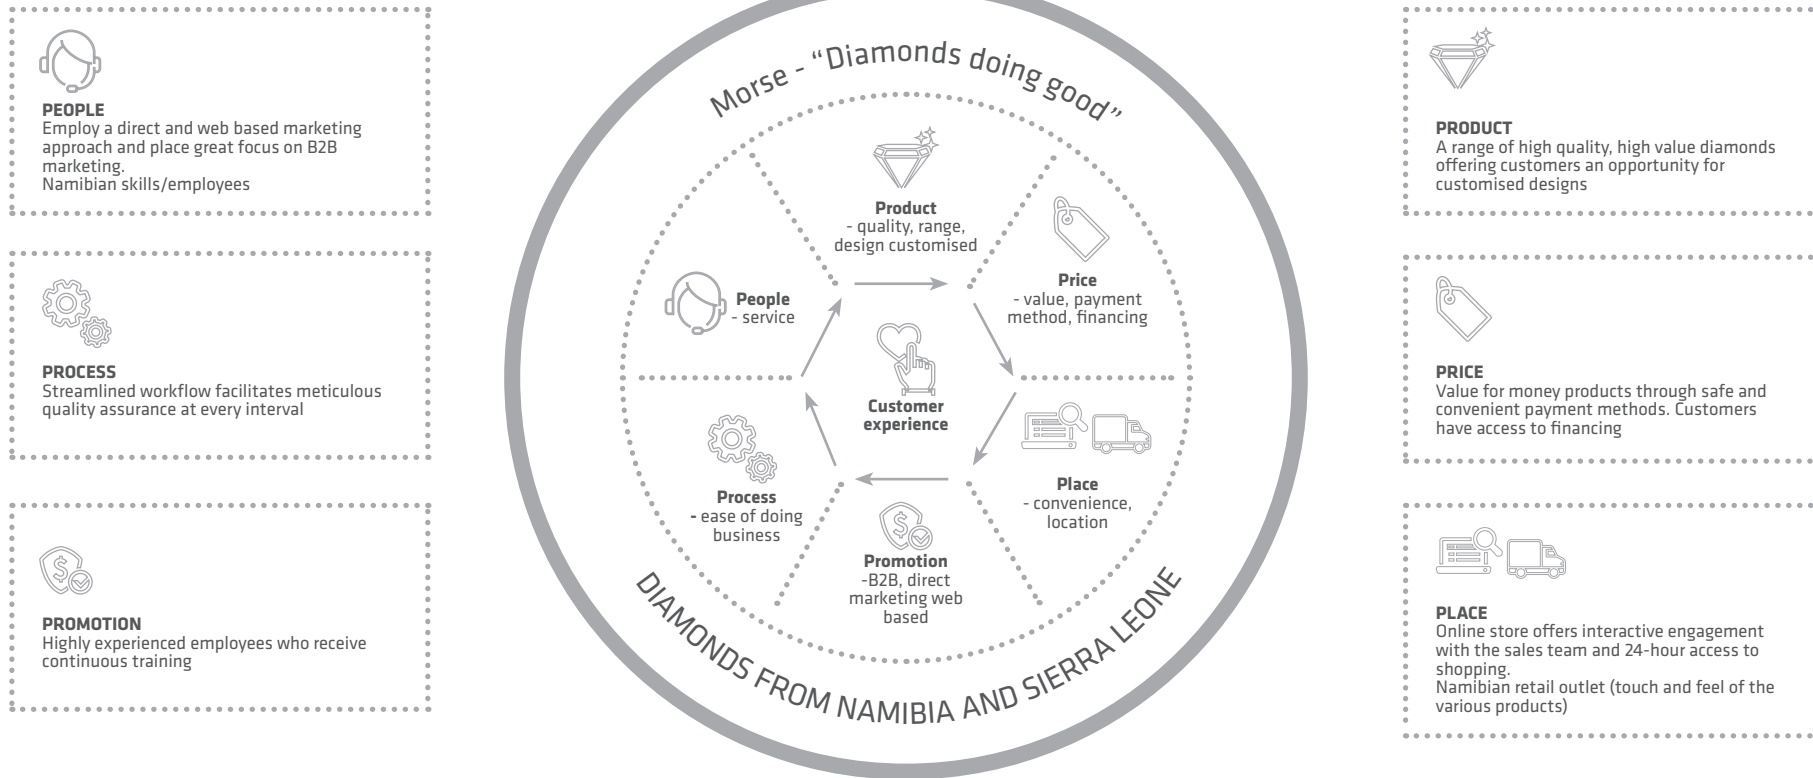 PEOPLE
Employ a direct and web based marketing
approach and place great focus on B2B
marketing.
Namibian skills/employees
PROCESS
Streamlined workflow facilitates meticulous
quality assurance at every interval
PROMOTION
Highly experienced employees who receive
continuous training
Morse - “Diamonds doing good”
Product
- quality, range,
design customised
Price
- value, payment
method, financing
People
- service
Customer
experience
Place
- convenience,
location
Process
- ease of doing
business
Promotion
-B2B, direct
marketing web
based
DIAMONDS FROM NAMIBIA AND SIERRA LEONE
PRODUCT
A range of high quality, high value diamonds
offering customers an opportunity for
customised designs
PRICE
Value for money products through safe and
convenient payment methods. Customers
have access to financing
PLACE
Online store offers interactive engagement
with the sales team and 24-hour access to
shopping.
Namibian retail outlet (touch and feel of the
various products)